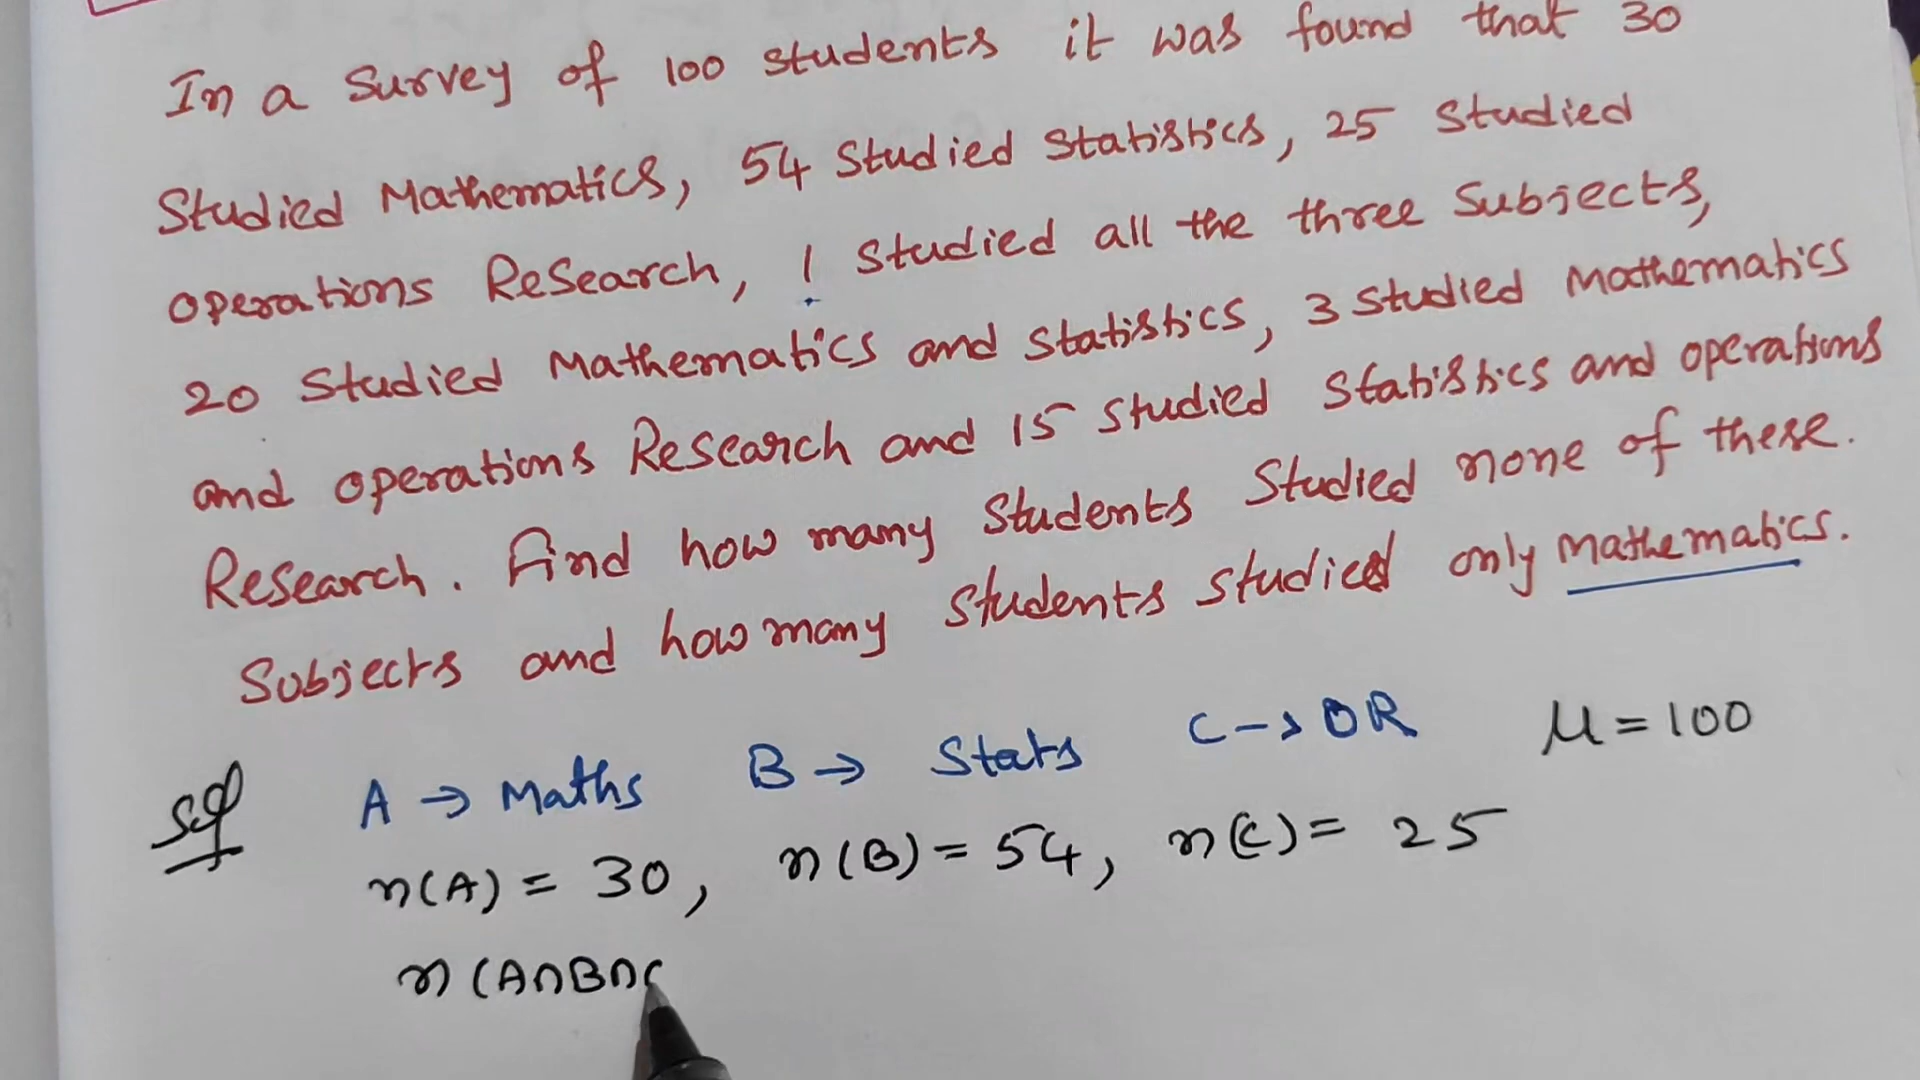 In a Survey of 100 students it was found that 30
Studied Mathematics, 54 Studied Statistics, 25 Studied
operations Research, 1 Studied all the three Subjects,
20 Studied Mathematics and Statistics, 3 Studied Mathematics
and operations Research and 15 Studied Statistics and operations
Research. Find how many Students Studied none of these.
Subjects and how many Students Studied only Mathematics.
Sol A → Maths B → Stats C → OR μ = 100
n(A) = 30, n(B) = 54, n(C) = 25
n(A∩B∩C